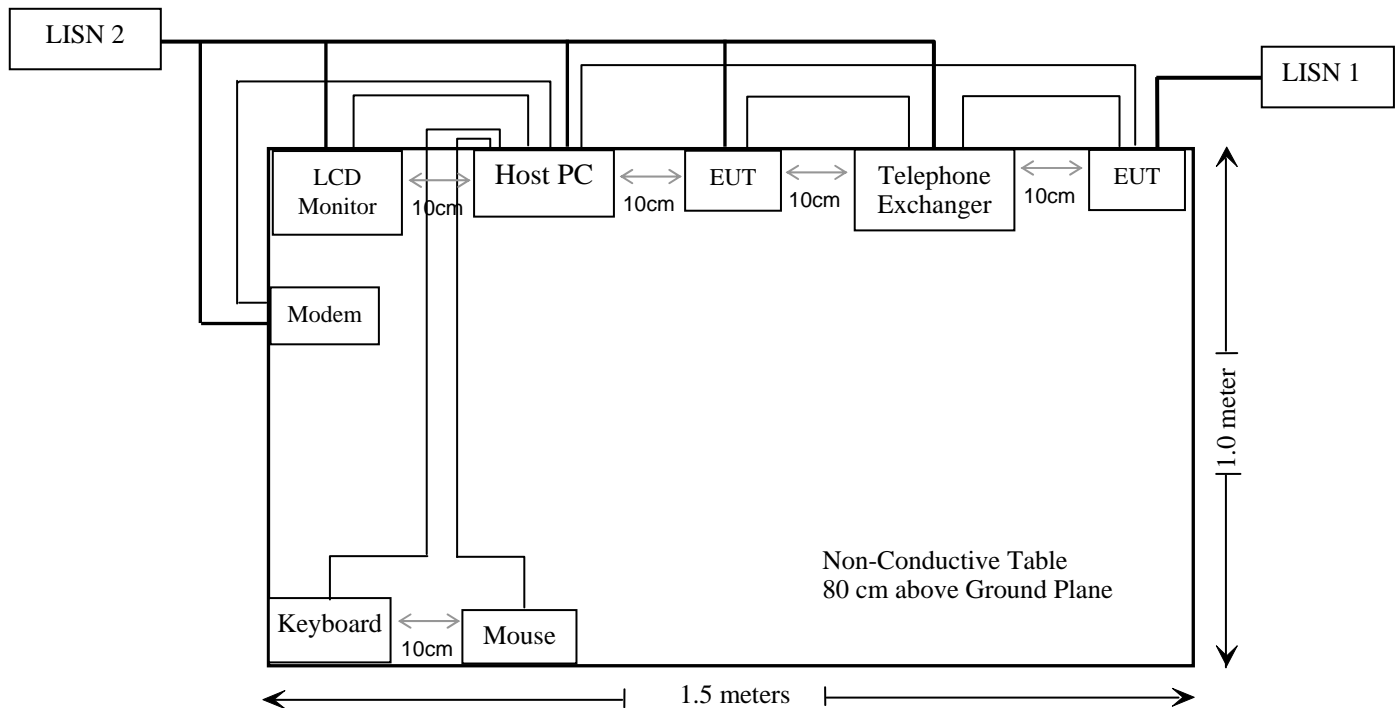 LISN 2
LISN 1
LCD
Monitor
10cm
Host PC
10cm
EUT
10cm
Telephone
Exchanger
10cm
EUT
Modem
1.0 meter
Non-Conductive Table
80 cm above Ground Plane
Keyboard
10cm
Mouse
1.5 meters